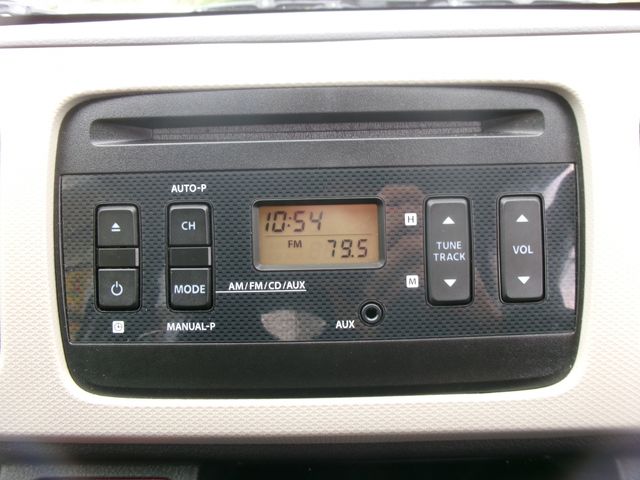 AUTO-P
CH
MODE
AM/FM/CD/AUX
MANUAL-P
10:54
FM 79.5
AUX
H
M
TUNE
TRACK
VOL